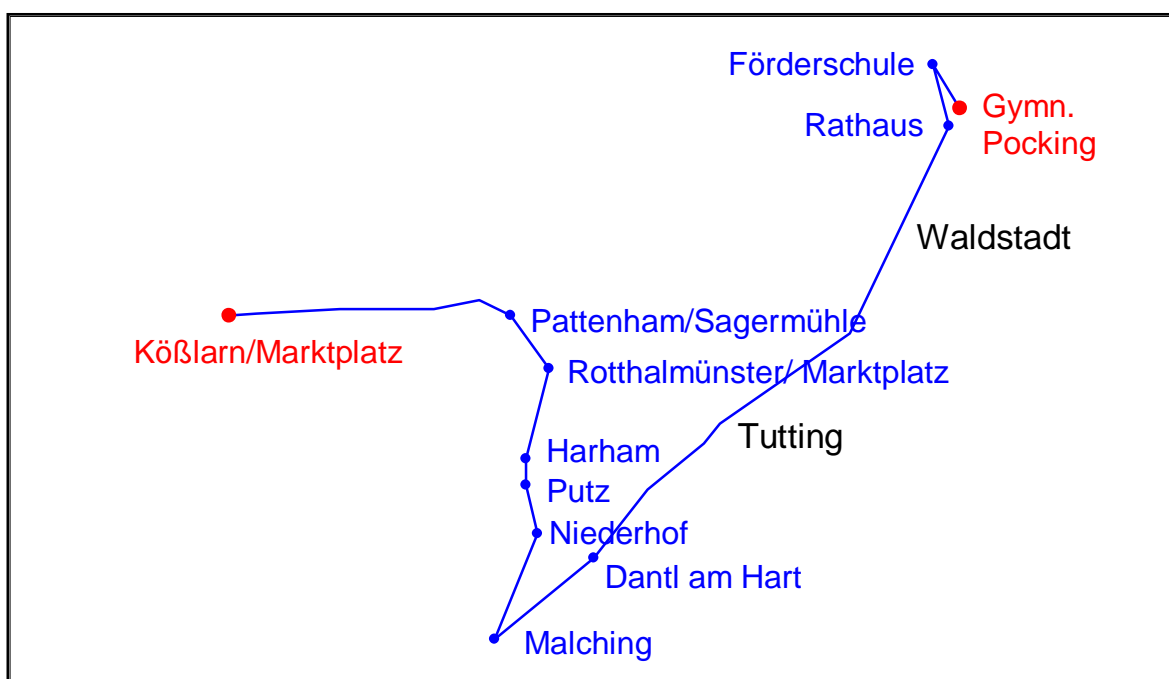 Förderschule
Gymn.
Pocking
Rathaus
Waldstadt
Pattenham/Sagermühle
Kößlarn/Marktplatz
Rotthalmünster/ Marktplatz
Tutting
Harham
Putz
Niederhof
Dantl am Hart
Malching